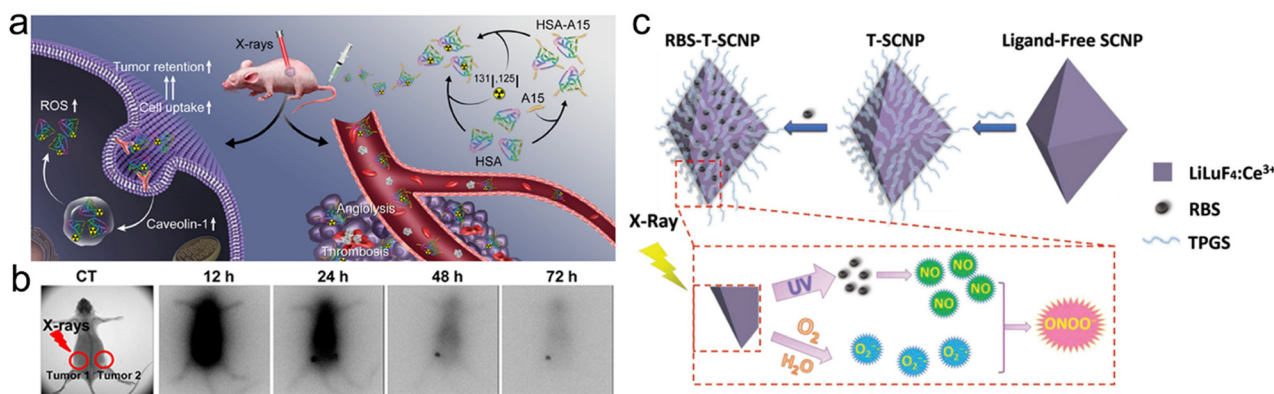 a
X-rays
HSA-A15
Tumor retention↑
Cell uptake↑
ROS ↑
131 , 125 I
A15
HSA
Caveolin-1↑
Angiolysis
Thrombosis
b
CT
12 h
24 h
48 h
72 h
X-rays
Tumor 1
Tumor 2
c
RBS-T-SCNP
T-SCNP
Ligand-Free SCNP
LiLuF₄:Ce³⁺
RBS
TPGS
X-Ray
UV
NO
NO
NO
NO
O₂
H₂O
O₂⁻
O₂⁻
O₂⁻
ONOO⁻